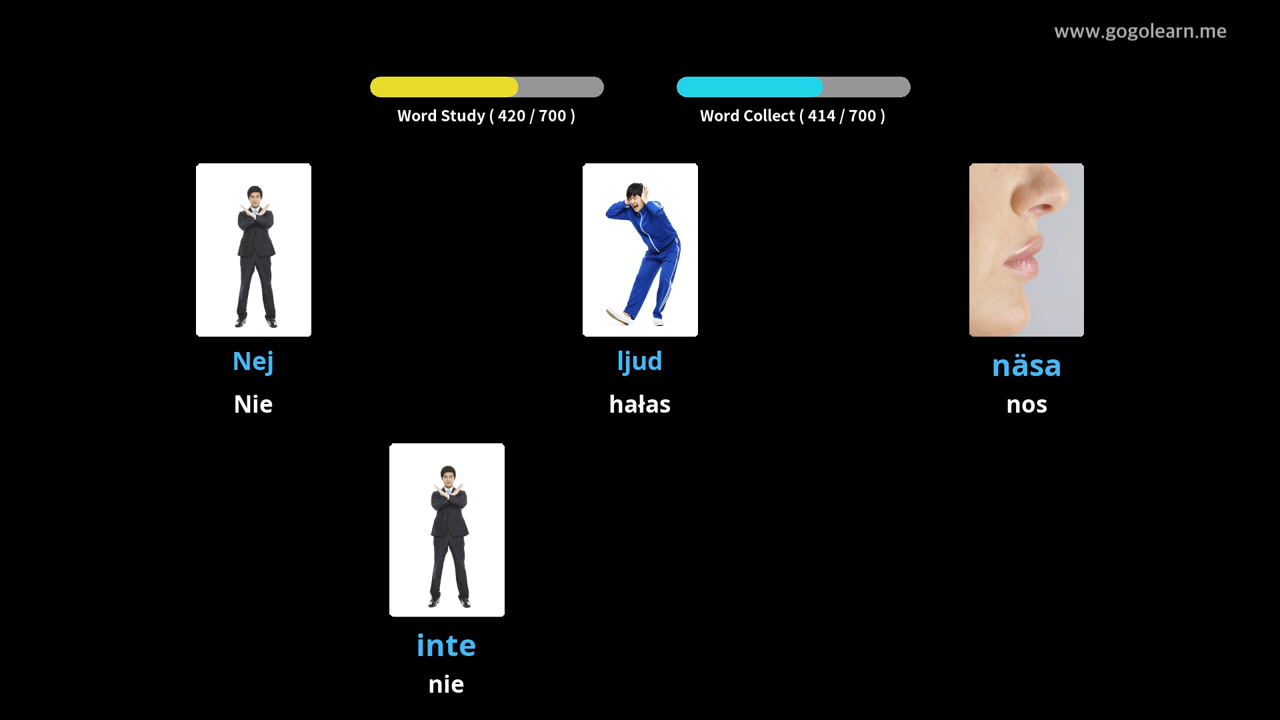 www.gogolearn.me
Word Study ( 420 / 700 )
Word Collect ( 414 / 700 )
Nej
Nie
ljud
hałas
näsa
nos
inte
nie